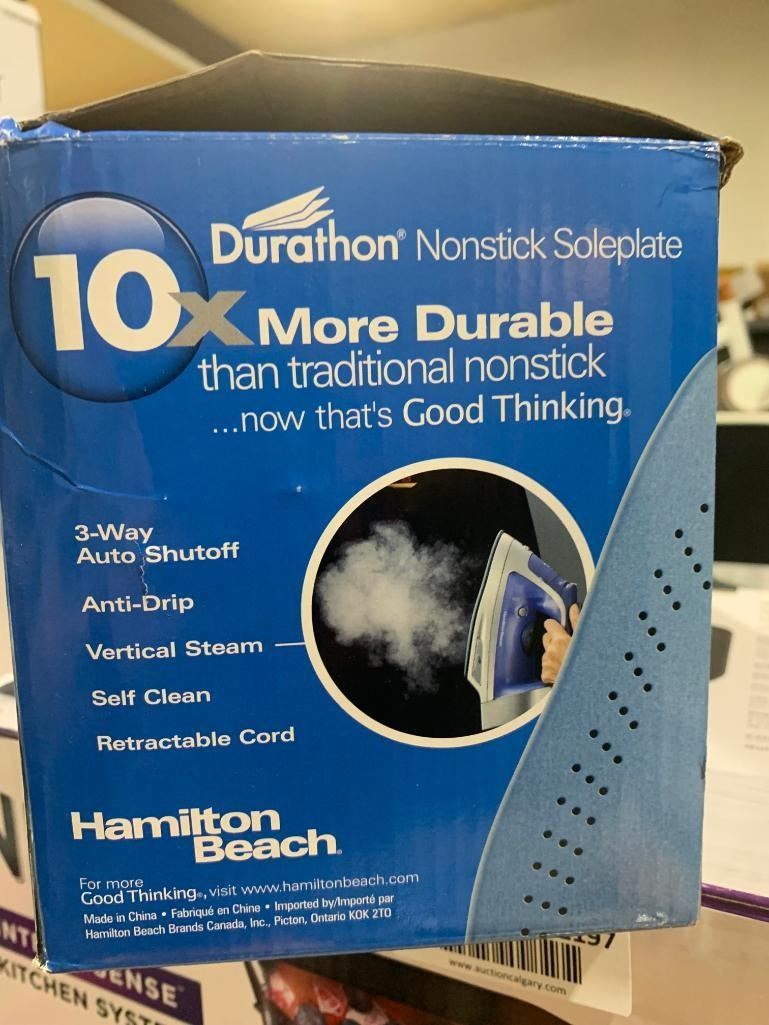 Durathon® Nonstick Soleplate
10x More Durable
than traditional nonstick
...now that's Good Thinking®
3-Way
Auto Shutoff
Anti-Drip
Vertical Steam
Self Clean
Retractable Cord
Hamilton
Beach®
For more
Good Thinking®, visit www.hamiltonbeach.com
Made in China • Fabriqué en Chine • Imported by/Importé par
Hamilton Beach Brands Canada, Inc., Picton, Ontario K0K 2T0
www.auctioncalgary.com
KITCHEN